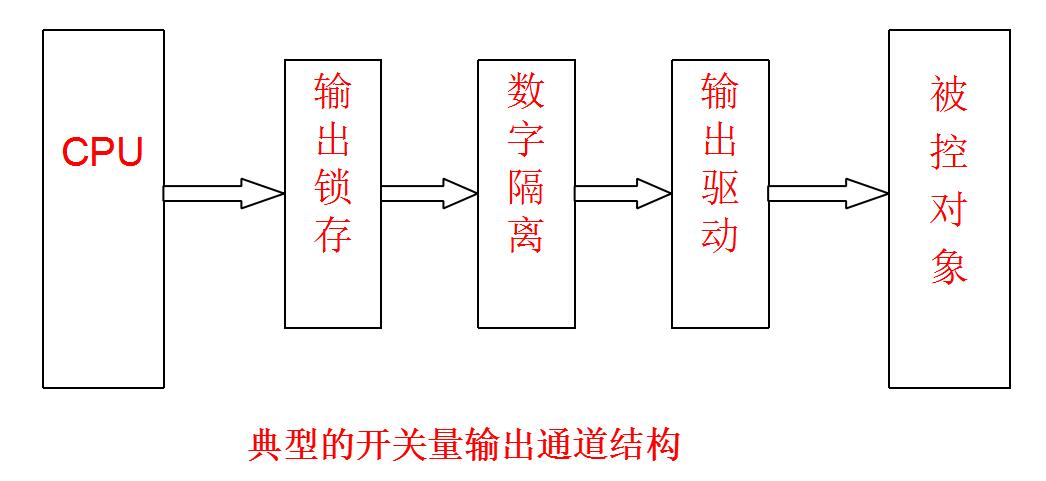 CPU
输出锁存
数字隔离
输出驱动
被控对象
典型的开关量输出通道结构